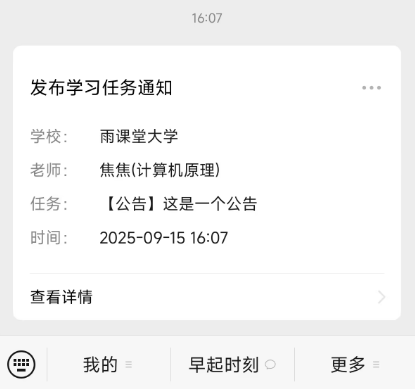 16:07
发布学习任务通知
学校： 雨课堂大学
老师： 焦焦(计算机原理)
任务： 【公告】这是一个公告
时间： 2025-09-15 16:07
查看详情
我的 早起时刻 更多